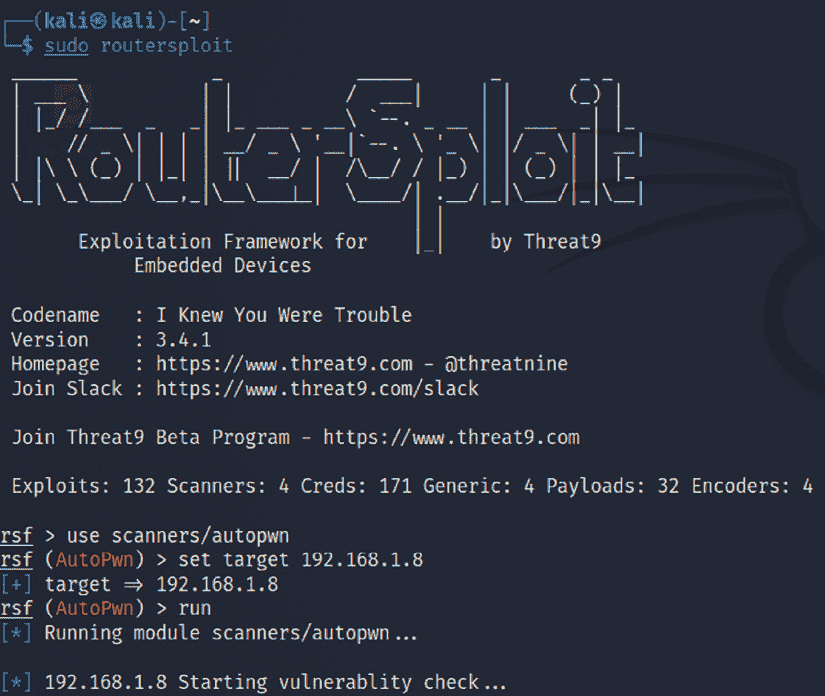 (kali㉿kali)-[~]
$ sudo routersploit
RouterSploit
Exploitation Framework for by Threat9
Embedded Devices
Codename : I Knew You Were Trouble
Version : 3.4.1
Homepage : https://www.threat9.com - @threatnine
Join Slack : https://www.threat9.com/slack
Join Threat9 Beta Program - https://www.threat9.com
Exploits: 132 Scanners: 4 Creds: 171 Generic: 4 Payloads: 32 Encoders: 4
rsf > use scanners/autopwn
rsf (AutoPwn) > set target 192.168.1.8
[+] target => 192.168.1.8
rsf (AutoPwn) > run
[*] Running module scanners/autopwn...
[*] 192.168.1.8 Starting vulnerablity check...